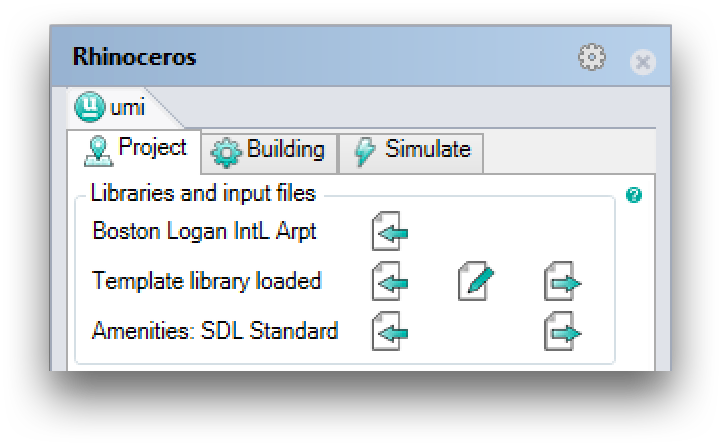 Rhinoceros
umi
Project Building Simulate
Libraries and input files
Boston Logan IntL Arpt
Template library loaded
Amenities: SDL Standard